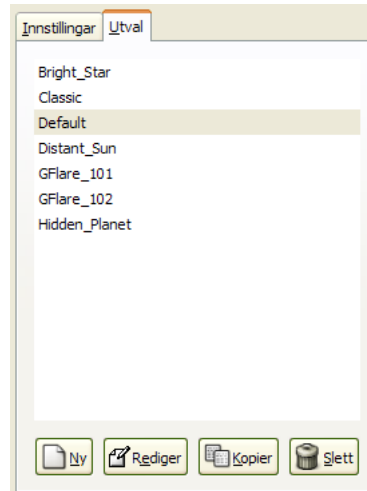 Innstillingar Utval
Bright_Star
Classic
Default
Distant_Sun
GFlare_101
GFlare_102
Hidden_Planet
Ny Rediger Kopier Slett